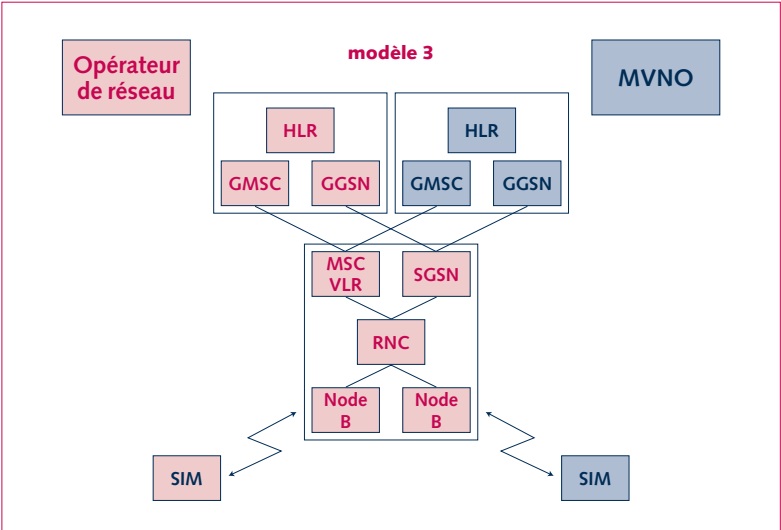 modèle 3
Opérateur
de réseau
MVNO
HLR
HLR
GMSC
GGSN
GMSC
GGSN
MSC
VLR
SGSN
RNC
Node
B
Node
B
SIM
SIM